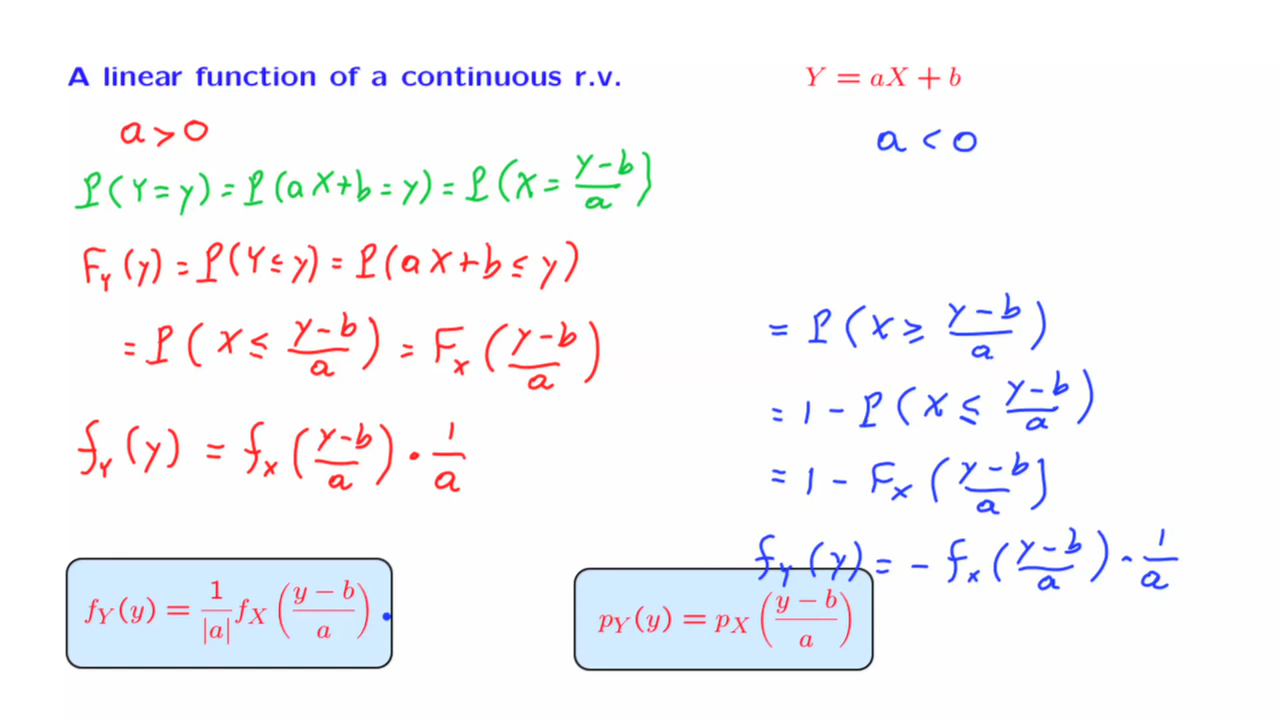 A linear function of a continuous r.v.
Y = aX + b
a > 0
P(Y = y) = P(aX + b = y) = P(X = (y-b)/a)
F_Y(y) = P(Y ≤ y) = P(aX + b ≤ y)
= P(X ≤ (y-b)/a) = F_X((y-b)/a)
f_Y(y) = f_X((y-b)/a) · 1/a
a < 0
= P(X ≥ (y-b)/a)
= 1 - P(X ≤ (y-b)/a)
= 1 - F_X((y-b)/a)
f_Y(y) = - f_X((y-b)/a) · 1/a
f_Y(y) = 1/|a| f_X((y - b)/a)
p_Y(y) = p_X((y - b)/a)